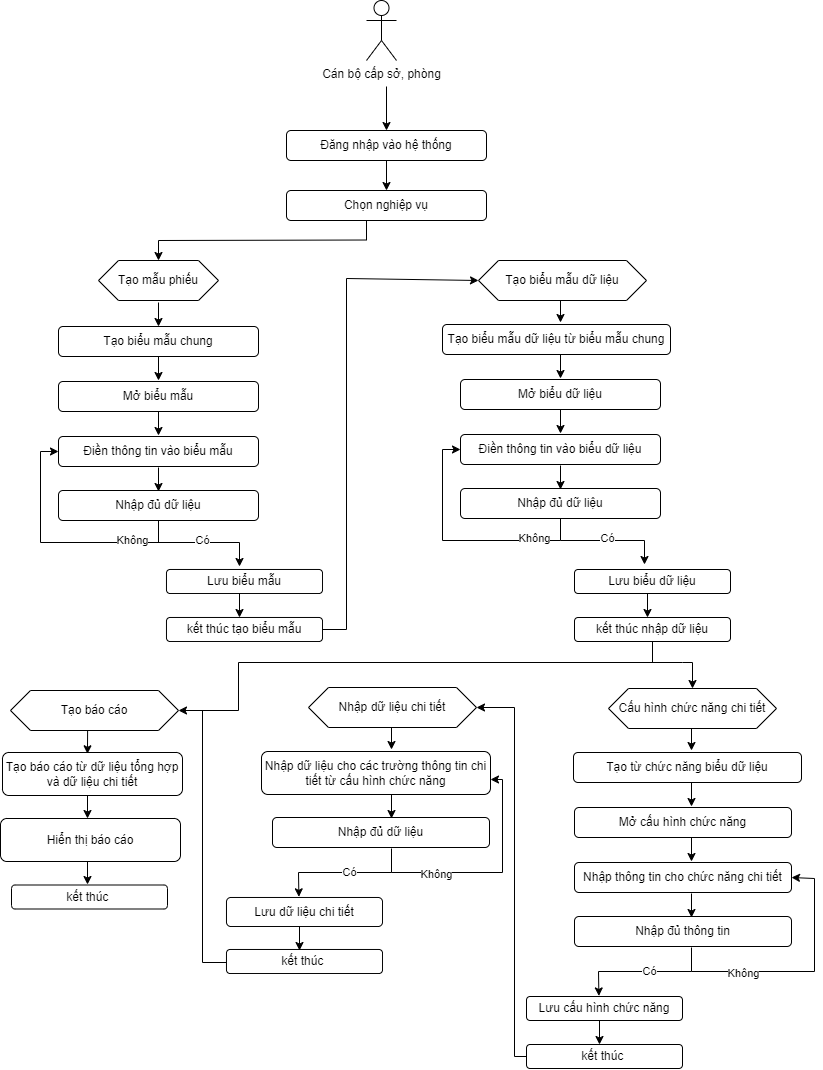 Cán bộ cấp sở, phòng
Đăng nhập vào hệ thống
Chọn nghiệp vụ
Tạo mẫu phiếu
Tạo biểu mẫu chung
Mở biểu mẫu
Điền thông tin vào biểu mẫu
Nhập đủ dữ liệu
Không
Có
Lưu biểu mẫu
kết thúc tạo biểu mẫu
Tạo biểu mẫu dữ liệu
Tạo biểu mẫu dữ liệu từ biểu mẫu chung
Mở biểu dữ liệu
Điền thông tin vào biểu dữ liệu
Nhập đủ dữ liệu
Không
Có
Lưu biểu dữ liệu
kết thúc nhập dữ liệu
Tạo báo cáo
Tạo báo cáo từ dữ liệu tổng hợp
và dữ liệu chi tiết
Hiển thị báo cáo
kết thúc
Nhập dữ liệu chi tiết
Nhập dữ liệu cho các trường thông tin chi
tiết từ cấu hình chức năng
Nhập đủ dữ liệu
Có
Không
Lưu dữ liệu chi tiết
kết thúc
Cấu hình chức năng chi tiết
Tạo từ chức năng biểu dữ liệu
Mở cấu hình chức năng
Nhập thông tin cho chức năng chi tiết
Nhập đủ thông tin
Có
Không
Lưu cấu hình chức năng
kết thúc